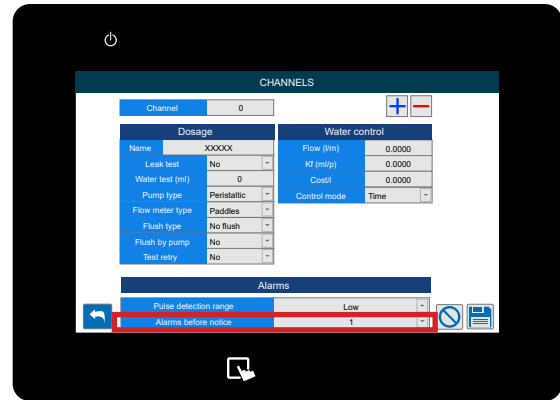 CHANNELS
Channel 0
Dosage
Name XXXXX
Leak test No
Water test (ml) 0
Pump type Peristaltic
Flow meter type Paddles
Flush type No flush
Flush by pump No
Test retry No
Water control
Flow (l/m) 0.0000
Kf (ml/p) 0.0000
Cost/l 0.0000
Control mode Time
Alarms
Pulse detection range Low
Alarms before notice 1